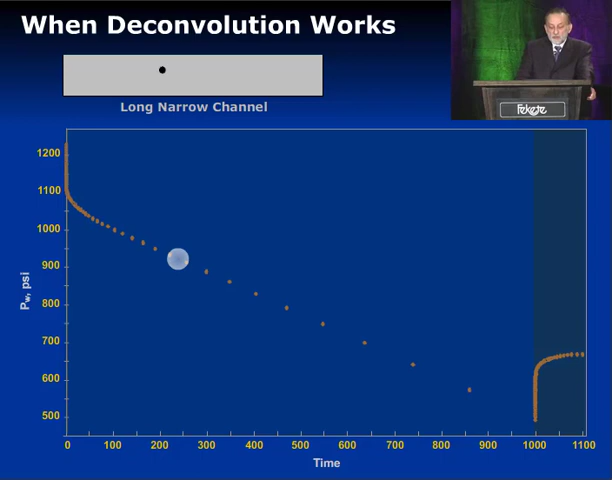 When Deconvolution Works
Fekete
Long Narrow Channel
1200
1100
1000
900
800
700
600
500
Pw, psi
0 100 200 300 400 500 600 700 800 900 1000 1100
Time